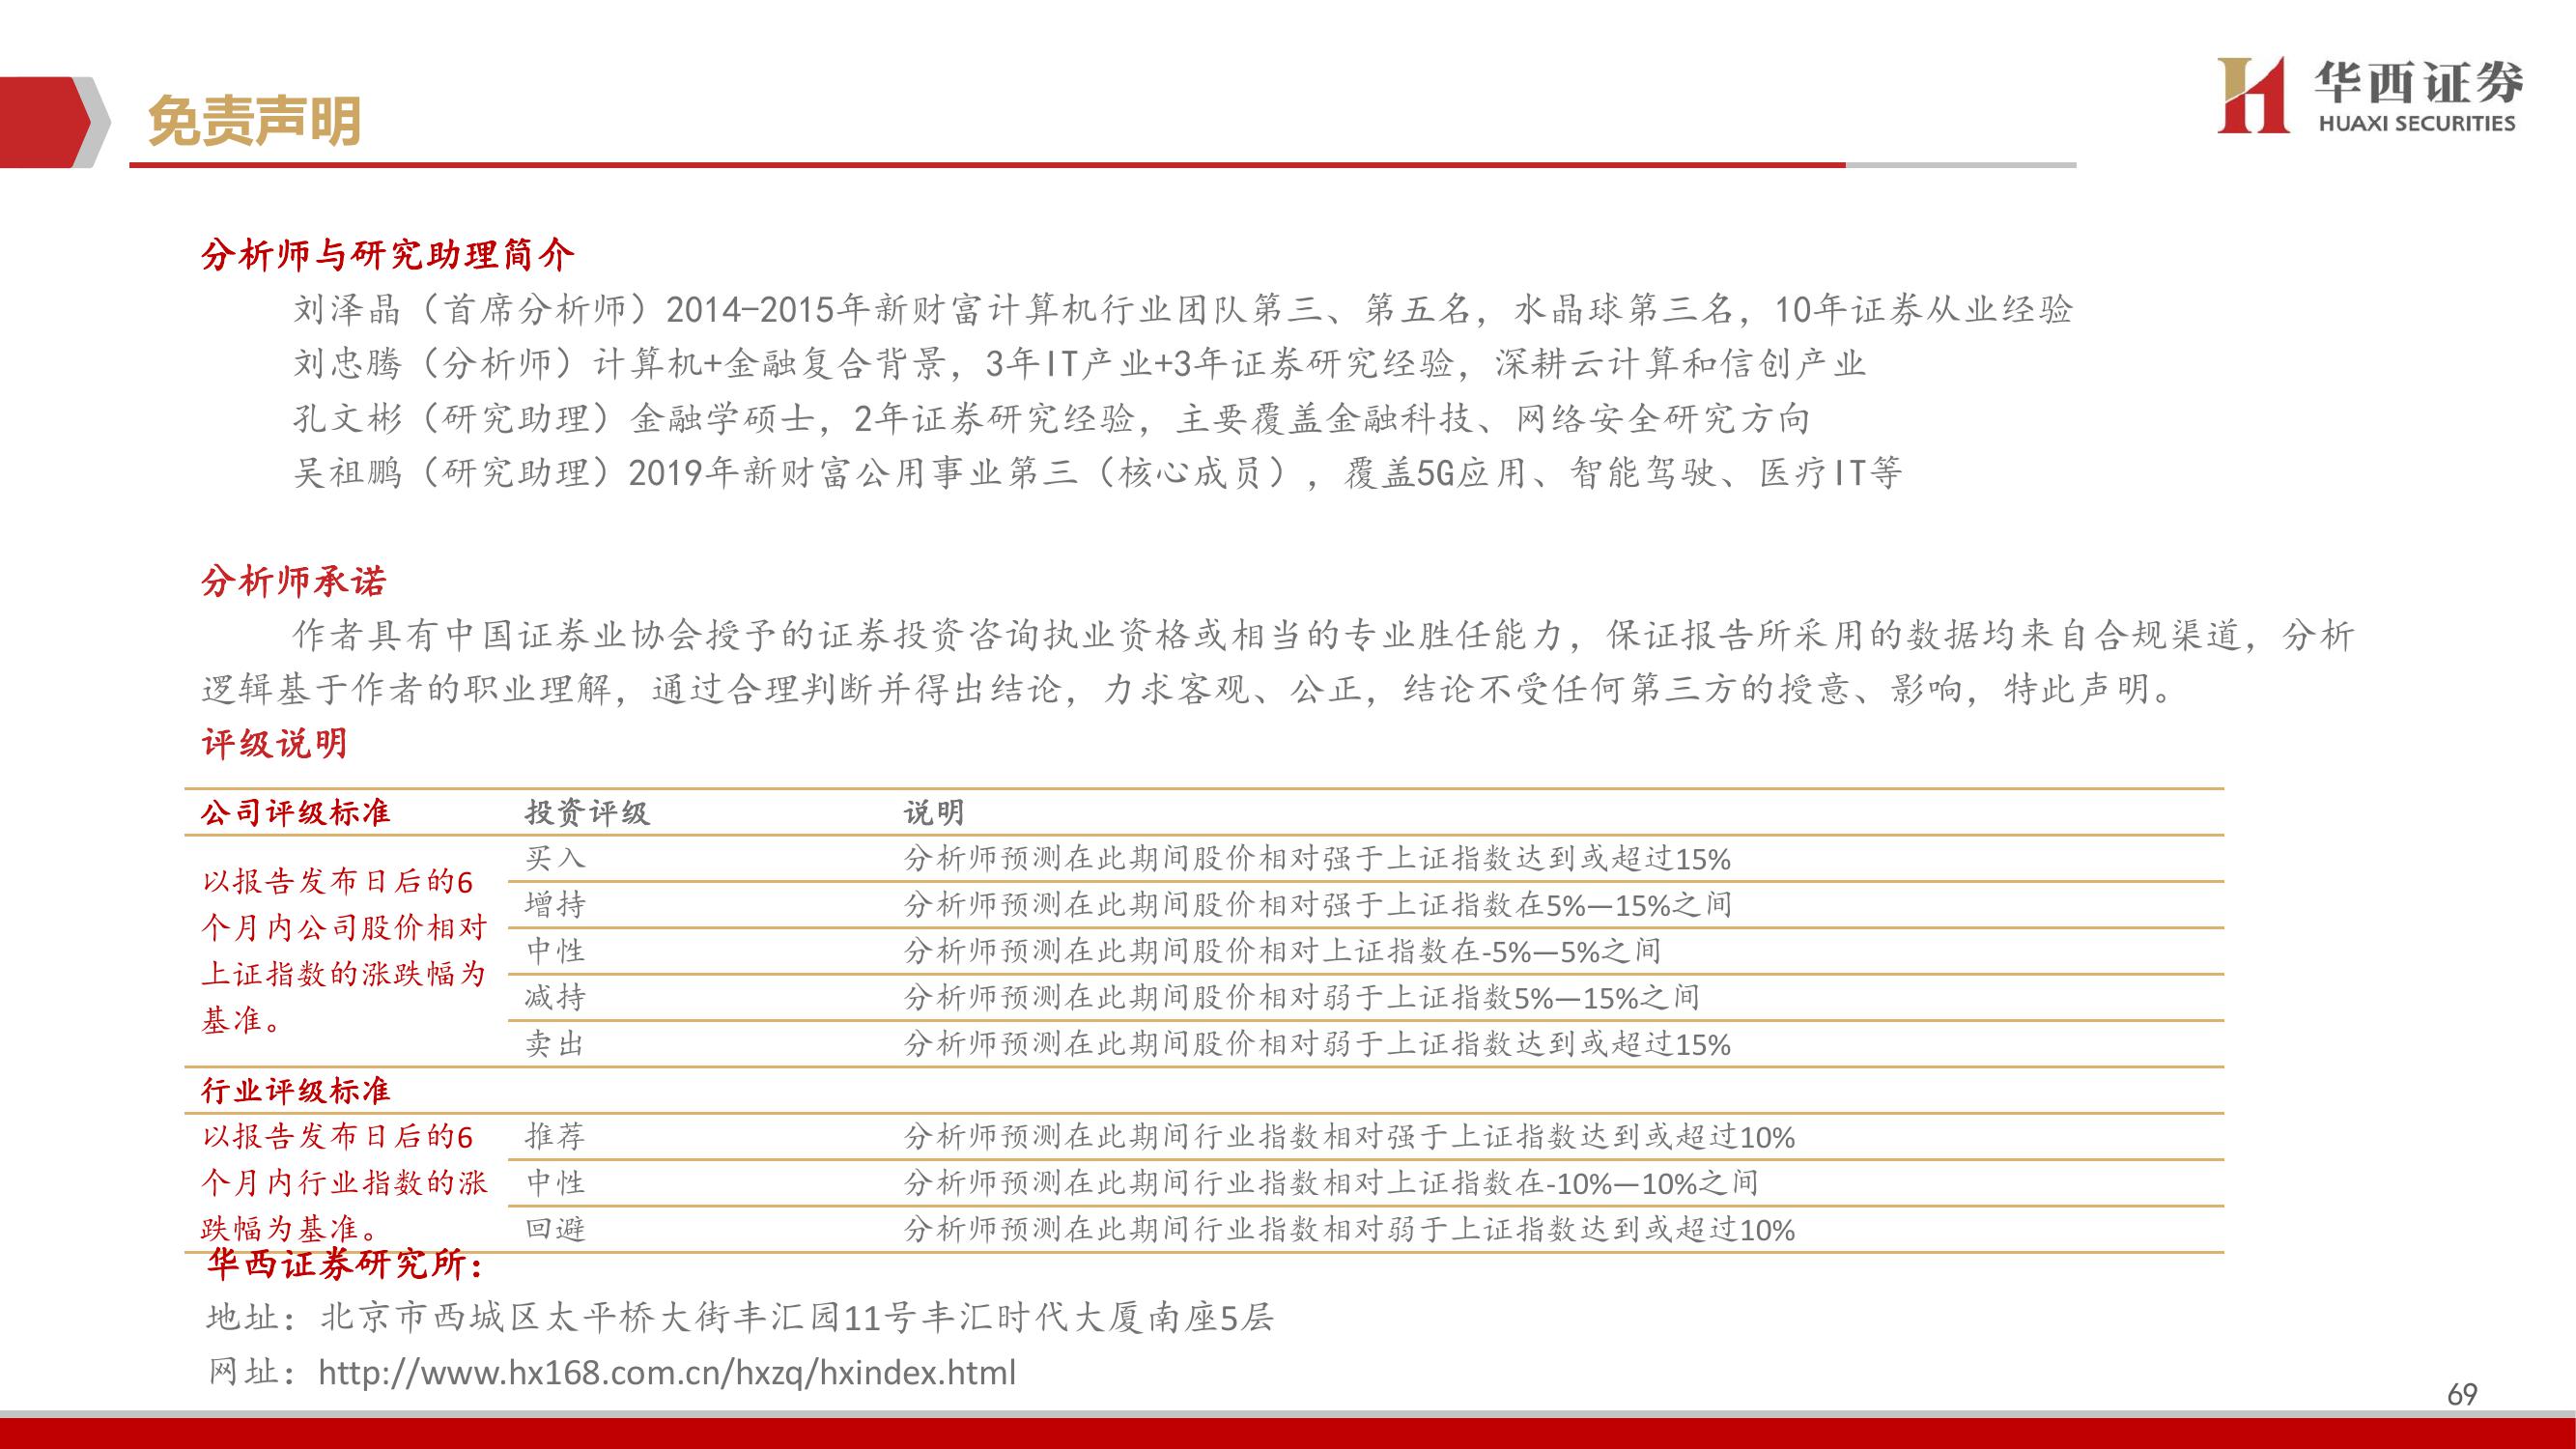 免责声明
华西证券
HUAXI SECURITIES
分析师与研究助理简介
刘泽晶（首席分析师）2014-2015年新财富计算机行业团队第三、第五名，水晶球第三名，10年证券从业经验
刘忠腾（分析师）计算机+金融复合背景，3年IT产业+3年证券研究经验，深耕云计算和信创产业
孔文彬（研究助理）金融学硕士，2年证券研究经验，主要覆盖金融科技、网络安全研究方向
吴祖鹏（研究助理）2019年新财富公用事业第三（核心成员），覆盖5G应用、智能驾驶、医疗IT等
分析师承诺
作者具有中国证券业协会授予的证券投资咨询执业资格或相当的专业胜任能力，保证报告所采用的数据均来自合规渠道，分析
逻辑基于作者的职业理解，通过合理判断并得出结论，力求客观、公正，结论不受任何第三方的授意、影响，特此声明。
评级说明
公司评级标准 投资评级 说明
以报告发布日后的6
个月内公司股价相对
上证指数的涨跌幅为
基准。
买入 分析师预测在此期间股价相对强于上证指数达到或超过15%
增持 分析师预测在此期间股价相对强于上证指数在5%—15%之间
中性 分析师预测在此期间股价相对上证指数在-5%—5%之间
减持 分析师预测在此期间股价相对弱于上证指数5%—15%之间
卖出 分析师预测在此期间股价相对弱于上证指数达到或超过15%
行业评级标准
以报告发布日后的6
个月内行业指数的涨
跌幅为基准。
推荐 分析师预测在此期间行业指数相对强于上证指数达到或超过10%
中性 分析师预测在此期间行业指数相对上证指数在-10%—10%之间
回避 分析师预测在此期间行业指数相对弱于上证指数达到或超过10%
华西证券研究所：
地址：北京市西城区太平桥大街丰汇园11号丰汇时代大厦南座5层
网址：http://www.hx168.com.cn/hxzq/hxindex.html
69